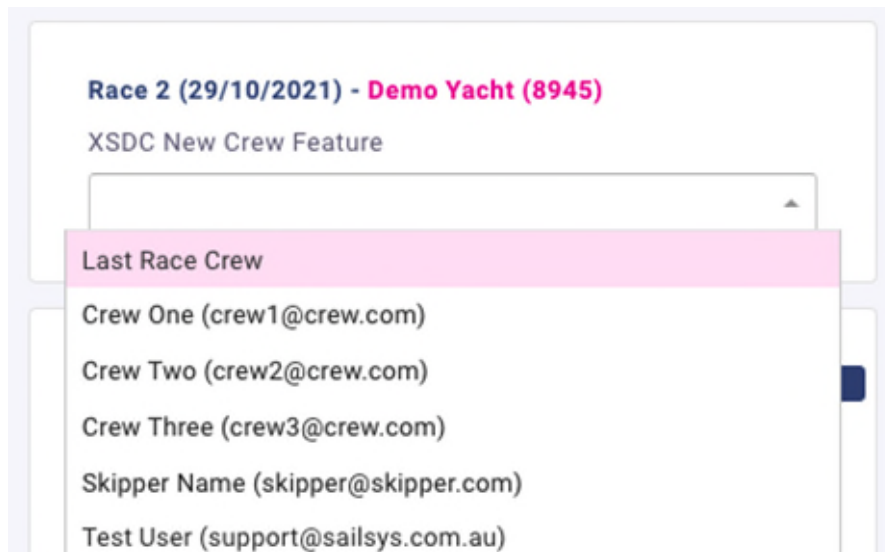 Race 2 (29/10/2021) - Demo Yacht (8945)
XSDC New Crew Feature
Last Race Crew
Crew One (crew1@crew.com)
Crew Two (crew2@crew.com)
Crew Three (crew3@crew.com)
Skipper Name (skipper@skipper.com)
Test User (support@sailsys.com.au)